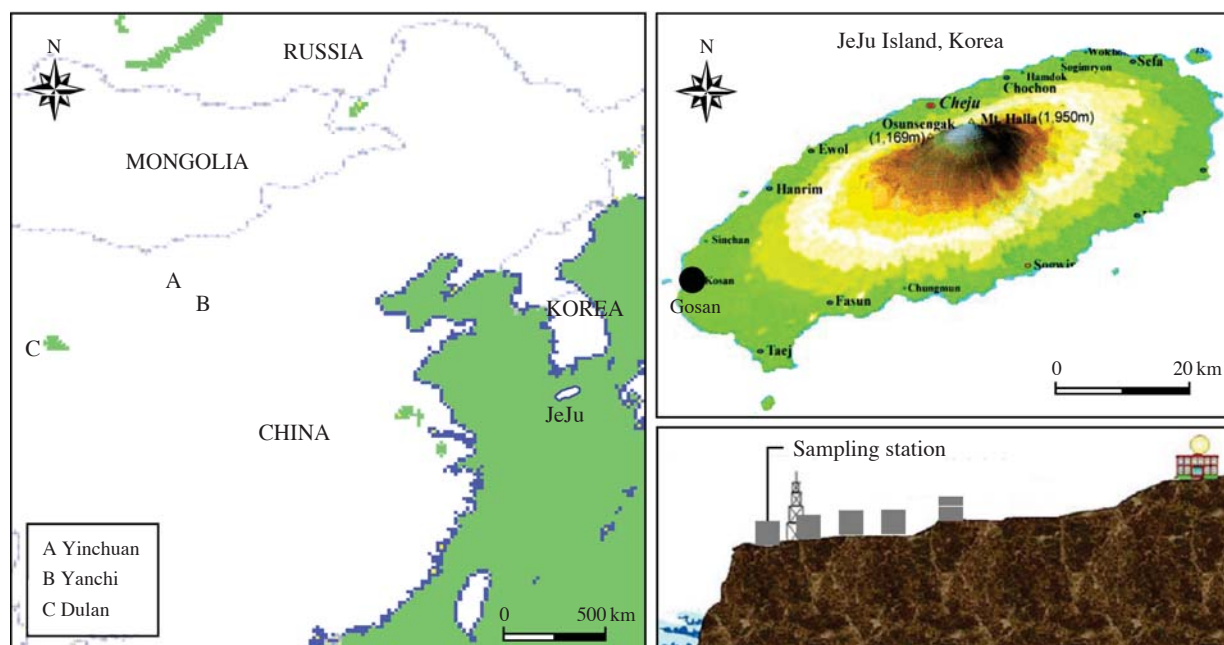 N
RUSSIA
MONGOLIA
A
B
C
KOREA
JeJu
CHINA
A Yinchuan
B Yanchi
C Dulan
0 500 km
JeJu Island, Korea
N
Sefa
Sogimryon
Hamdok
Chochon
Cheju
Osunsengak
Mt. Halla (1,950m)
(1,169m)
Ewol
Hanrim
Sinchan
Kosan
Gosan
Chungmun
Fasun
Taej
0 20 km
Sampling station